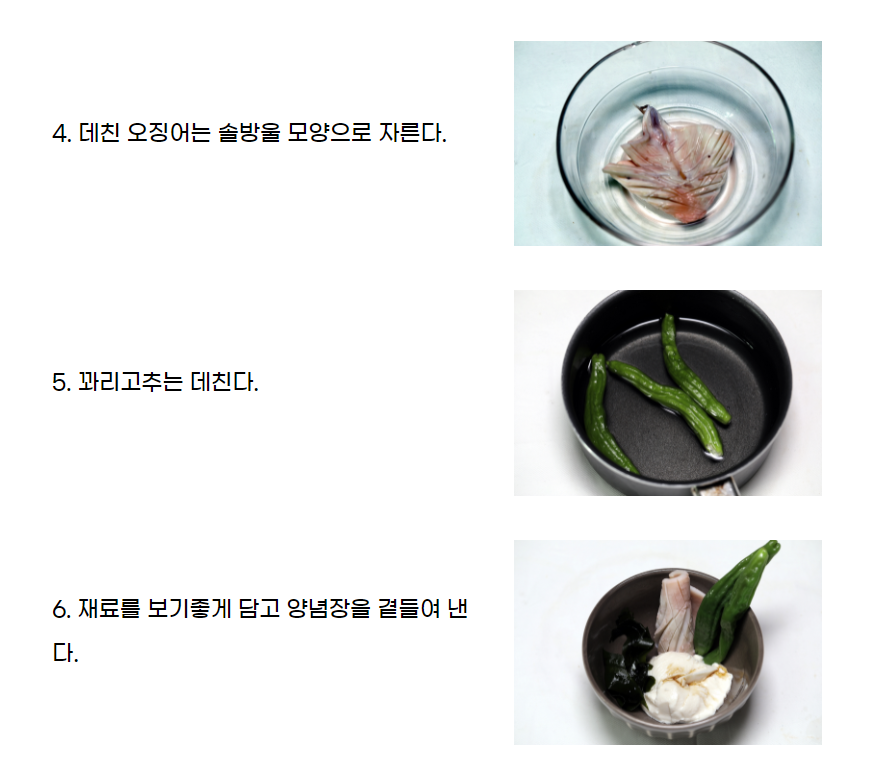 4. 데친 오징어는 솔방울 모양으로 자른다.
5. 꽈리고추는 데친다.
6. 재료를 보기좋게 담고 양념장을 곁들여 낸
다.